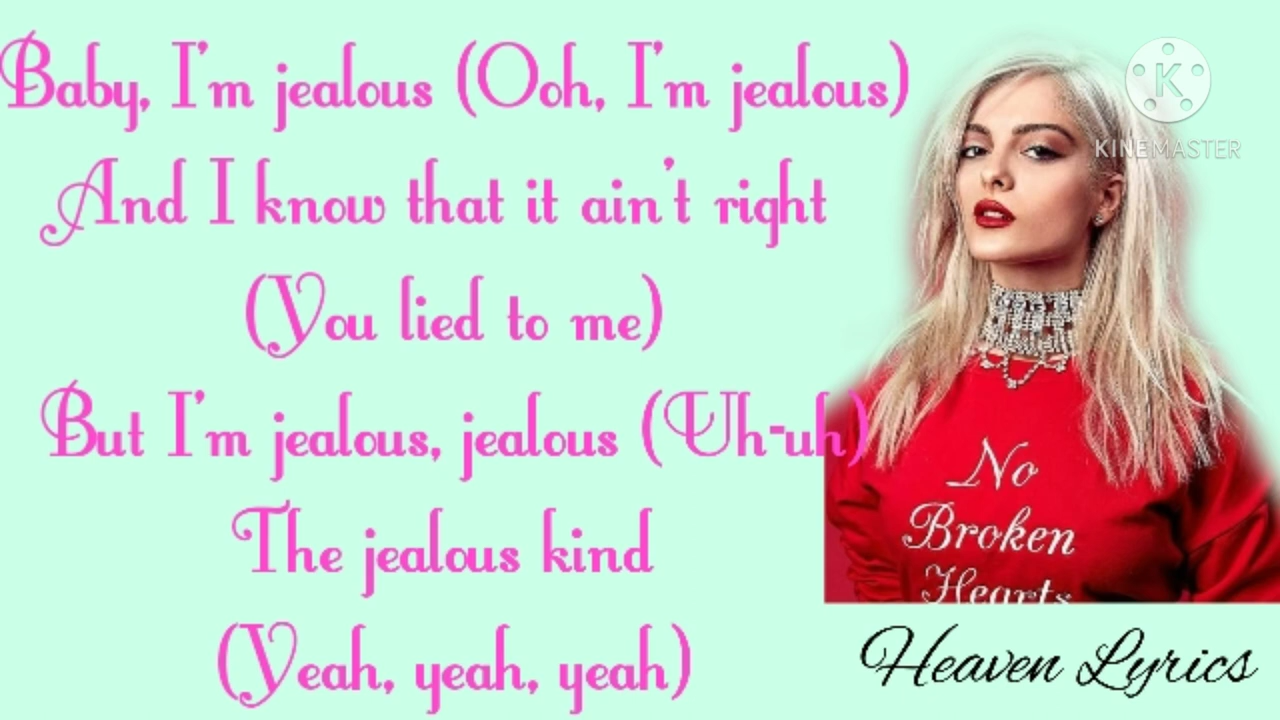 Baby, I'm jealous (Ooh, I'm jealous)
And I know that it ain't right
(You lied to me)
But I'm jealous, jealous (Uh-uh)
The jealous kind
(Yeah, yeah, yeah)
K
KINEMASTER
No
Broken
Hearts
Heaven Lyrics